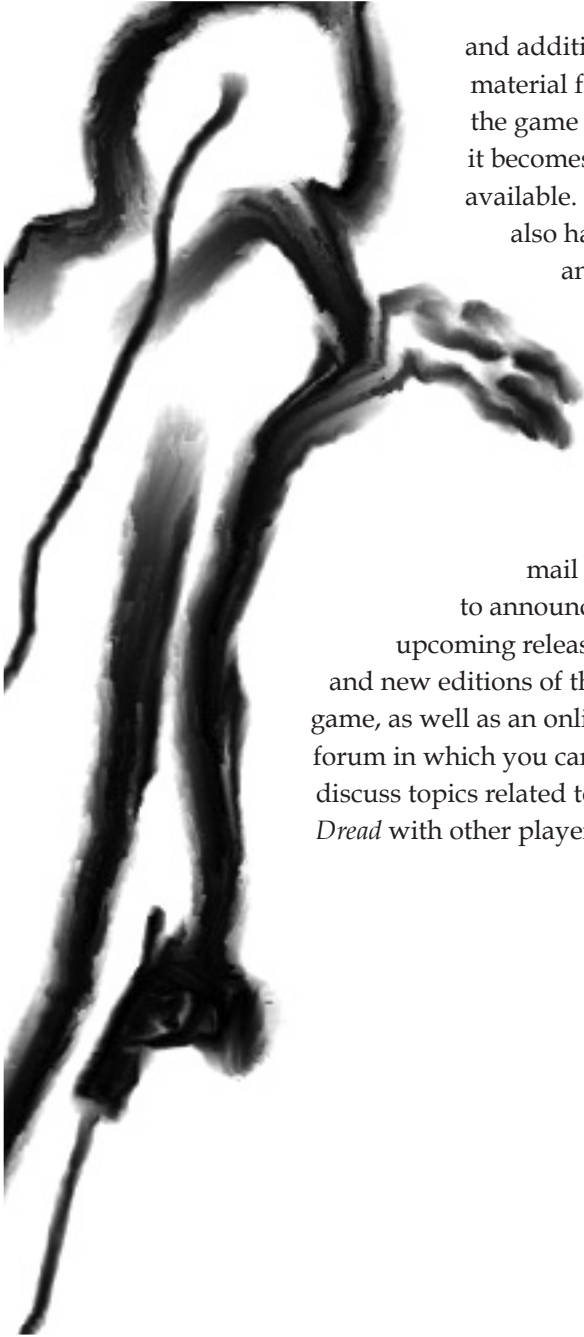 and additi
material f
the game
it becomes
available.
also ha
an
mail
to announc
upcoming releas
and new editions of th
game, as well as an onli
forum in which you can
discuss topics related to
Dread with other player